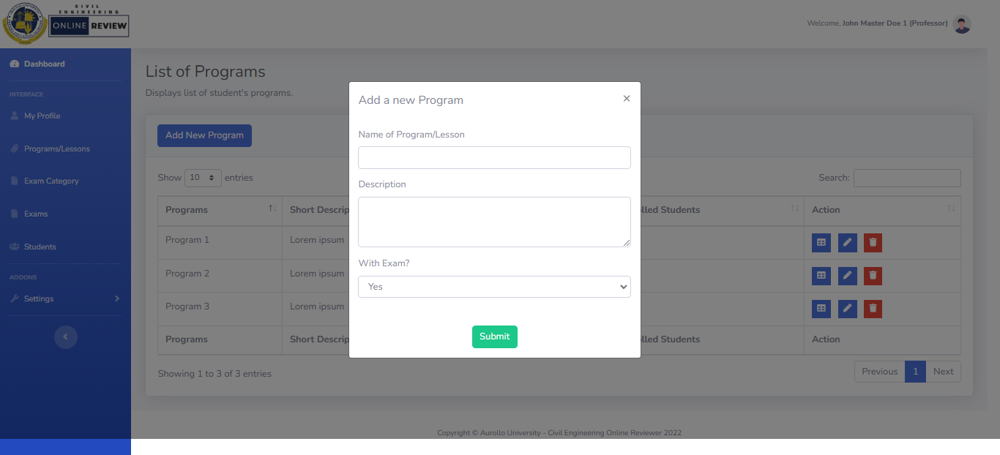 CIVIL
ENGINEERING
ONLINE REVIEW
Welcome, John Master Doe 1 (Professor)
Dashboard
INTERFACE
My Profile
Programs/Lessons
Exam Category
Exams
Students
ADDONS
Settings
List of Programs
Displays list of student's programs.
Add New Program
Show 10 entries
Search:
Programs Short Descrip lled Students Action
Program 1 Lorem ipsum
Program 2 Lorem ipsum
Program 3 Lorem ipsum
Programs Short Descrip lled Students Action
Showing 1 to 3 of 3 entries
Previous 1 Next
Add a new Program ×
Name of Program/Lesson
Description
With Exam?
Yes
Submit
Copyright © Aurollo University - Civil Engineering Online Reviewer 2022